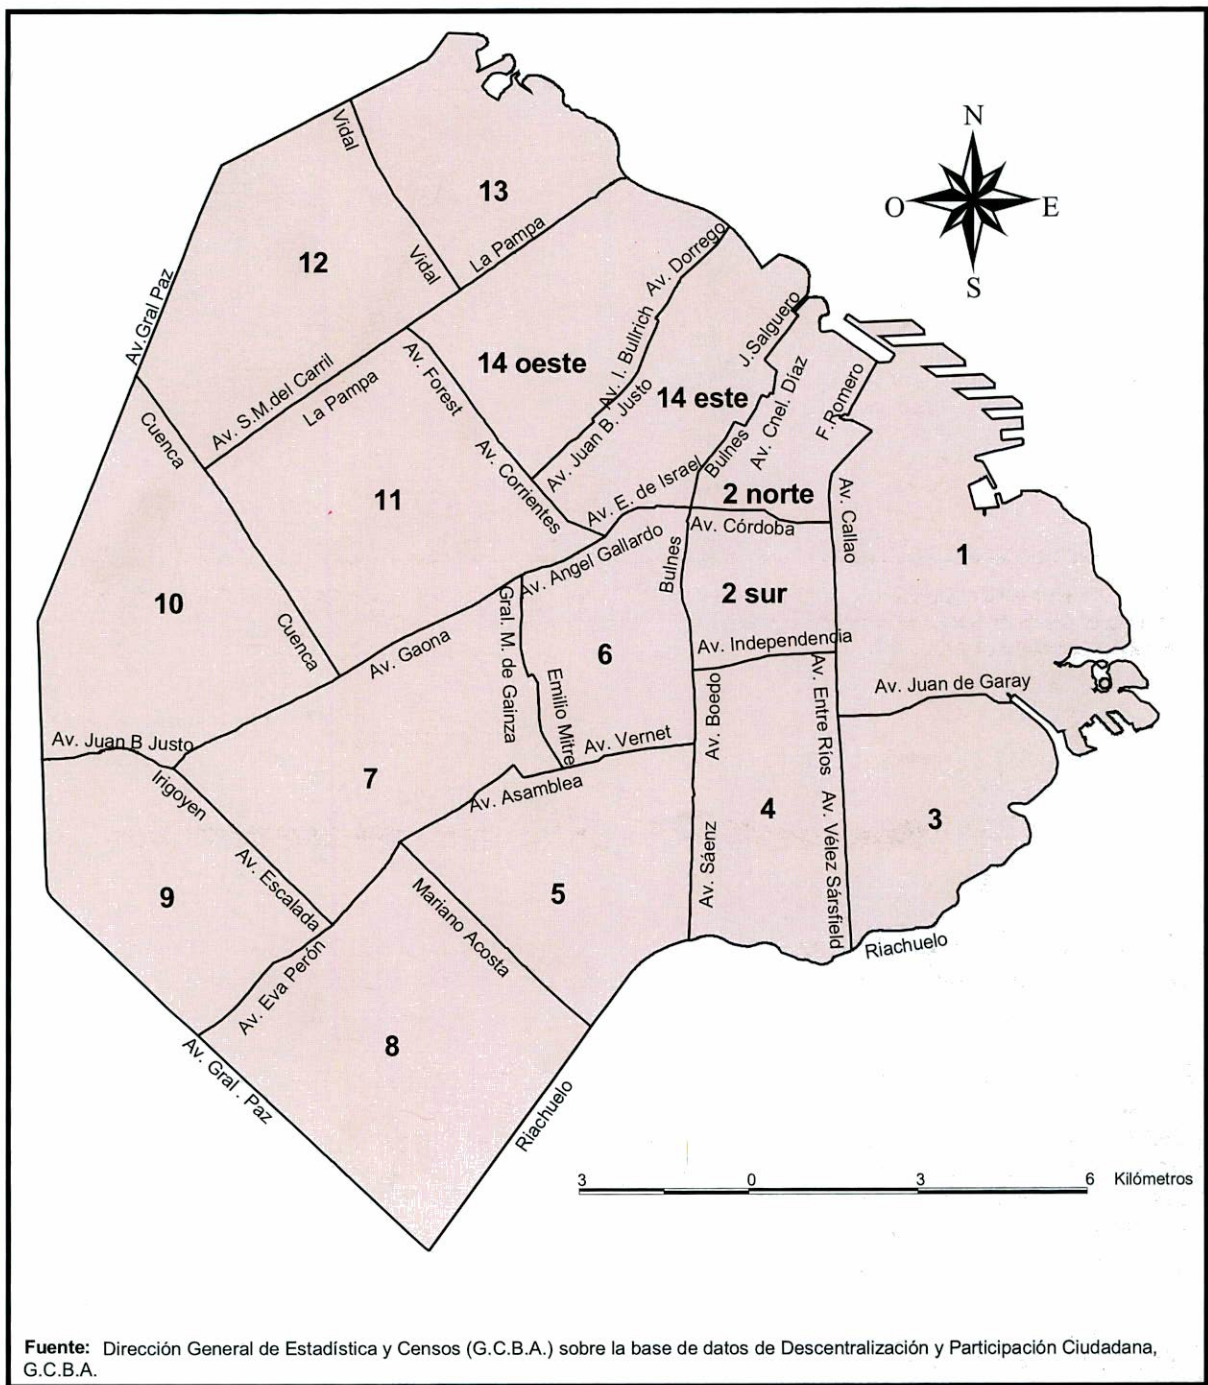 N
O
E
S
Vidal
13
La Pampa
Vidal
12
Av.Gral Paz
Av. Dorrego
Av. I. Bullrich
14 oeste
J.Salguero
Av. S.M.del Carril
La Pampa
Av. Forest
Av. Juan B. Justo
14 este
Av. Cnel. Díaz
F.Romero
Cuenca
Av. Corrientes
Bulnes
11
Av. E. de Israel
2 norte
Av. Callao
Av. Córdoba
1
Av. Angel Gallardo
Bulnes
2 sur
10
Cuenca
Av. Gaona
Gral. M. de Gainza
6
Av. Independencia
Emilio Mitre
Av. Boedo
Av. Entre Ríos
Av. Juan de Garay
Av. Juan B Justo
Av. Vernet
Irigoyen
7
Av. Asamblea
4
3
Av. Sáenz
Av. Vélez Sársfield
9
Av. Escalada
5
Mariano Acosta
Riachuelo
Av. Eva Perón
8
Av. Gral . Paz
Riachuelo
3 0 3 6 Kilómetros
Fuente: Dirección General de Estadística y Censos (G.C.B.A.) sobre la base de datos de Descentralización y Participación Ciudadana,
G.C.B.A.